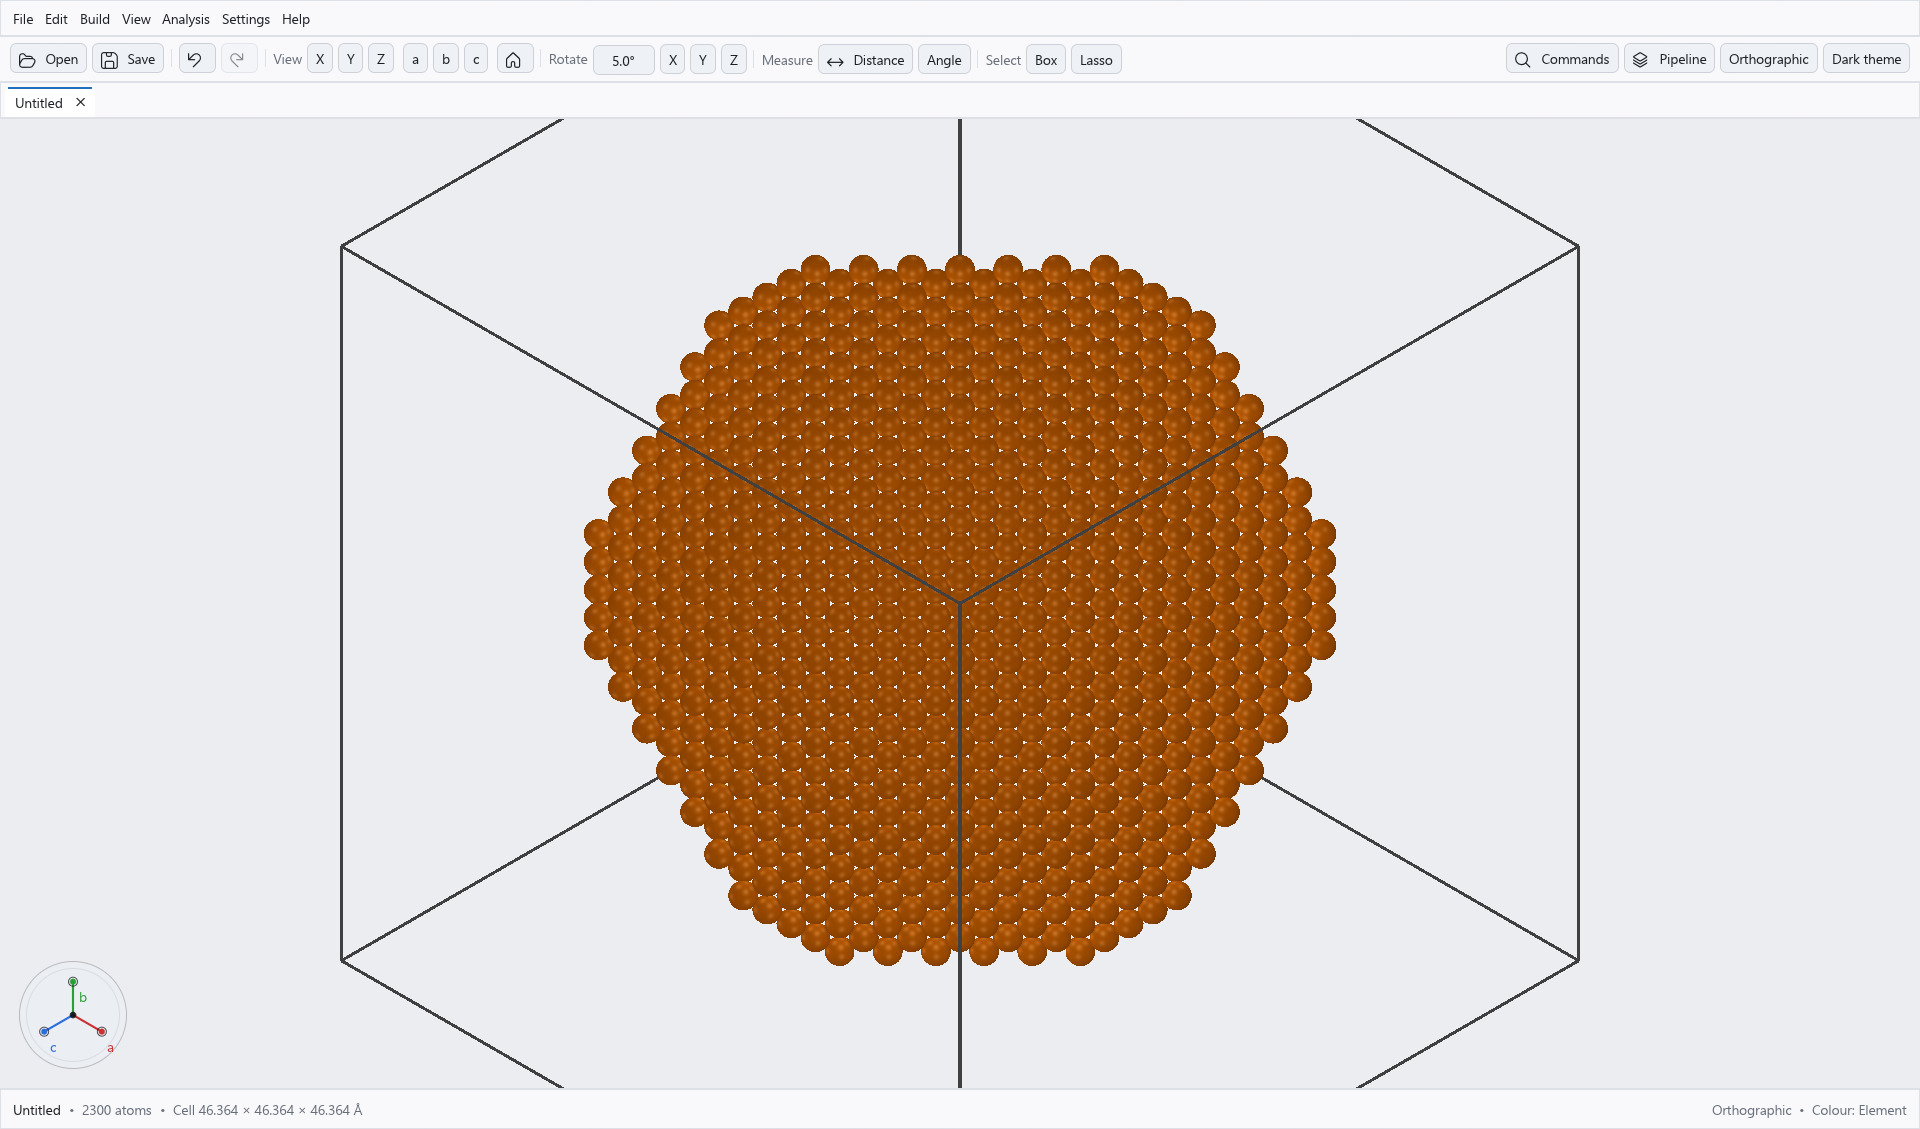 File Edit Build View Analysis Settings Help
Open Save View X Y Z a b c Rotate 5.0° X Y Z Measure Distance Angle Select Box Lasso Commands Pipeline Orthographic Dark theme
Untitled
b
c a
Untitled • 2300 atoms • Cell 46.364 × 46.364 × 46.364 Å Orthographic • Colour: Element